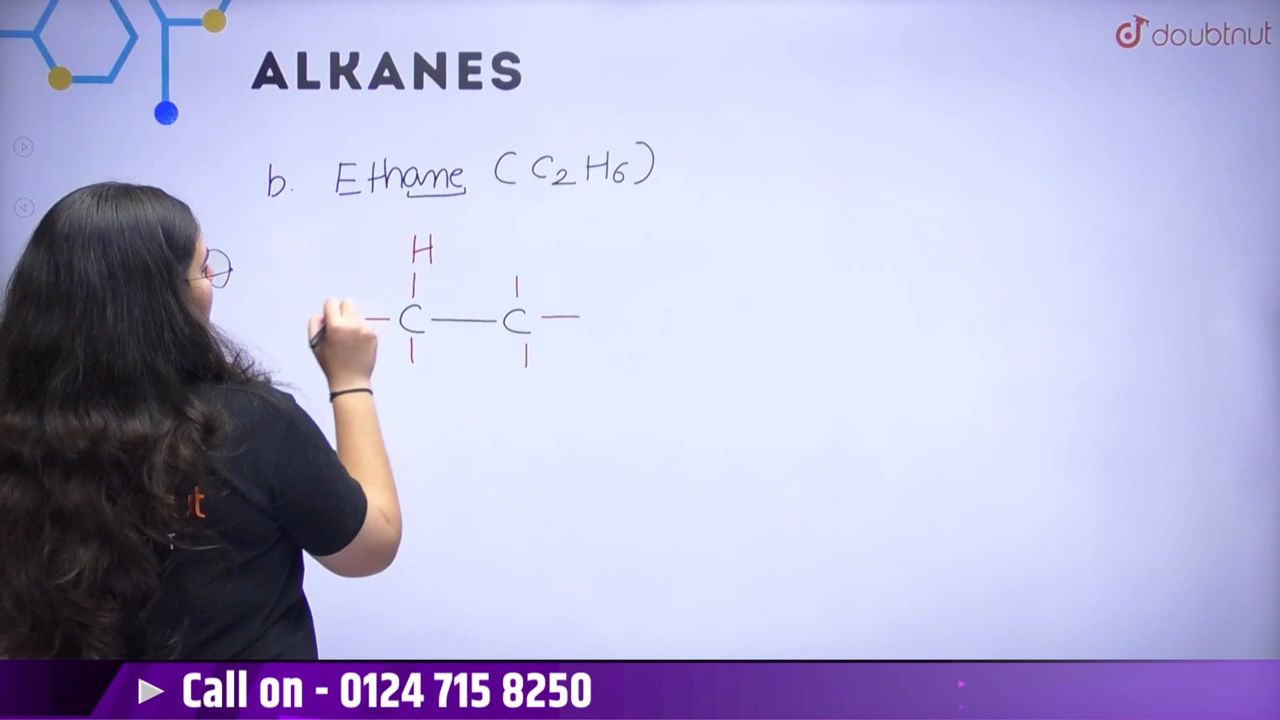 doubtnut
ALKANES
b. Ethane (C2H6)
H
C — C
Call on - 0124 715 8250